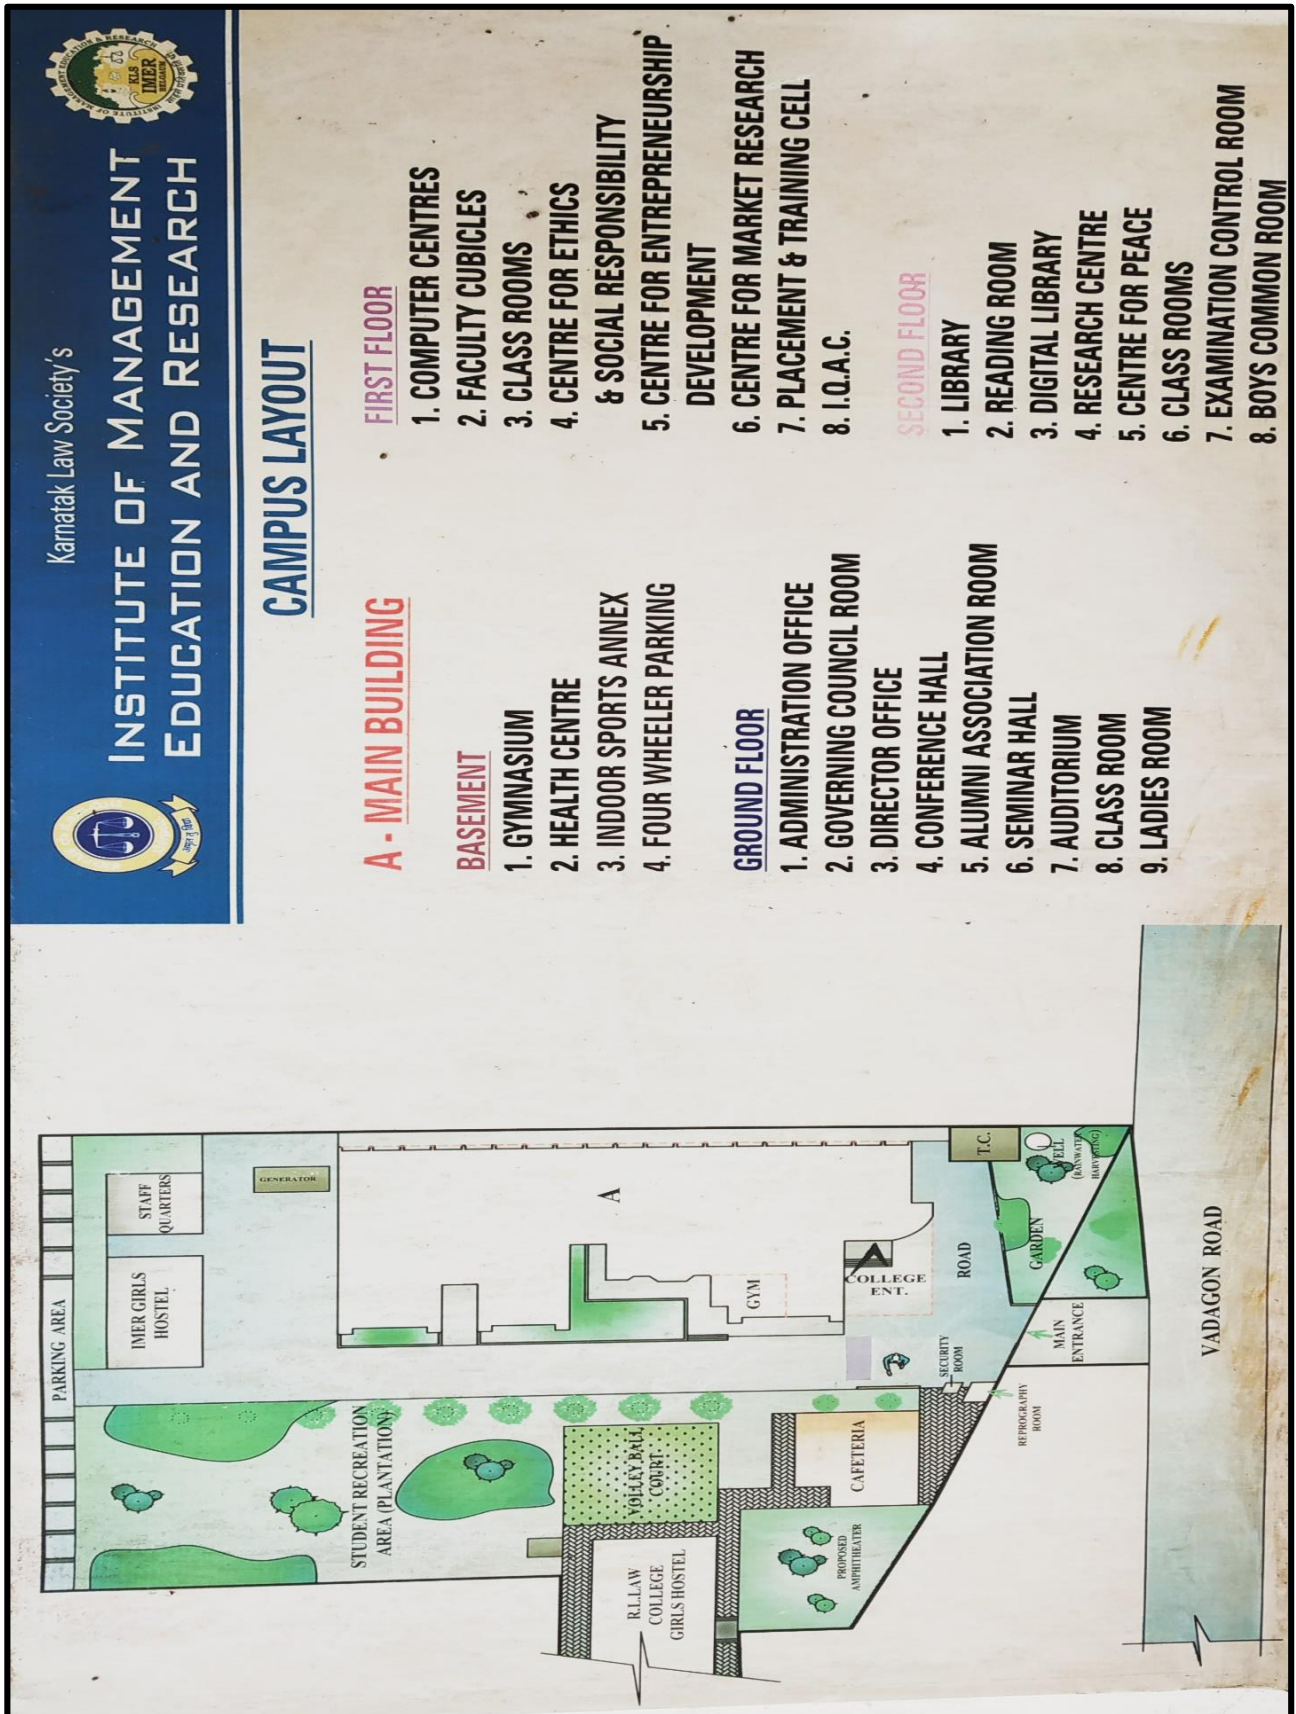 Karnatak Law Society's
INSTITUTE OF MANAGEMENT
EDUCATION AND RESEARCH
INSTITUTE OF MANAGEMENT EDUCATION & RESEARCH
KLS
IMER
BELGAUM
CAMPUS LAYOUT
A - MAIN BUILDING
BASEMENT
1. GYMNASIUM
2. HEALTH CENTRE
3. INDOOR SPORTS ANNEX
4. FOUR WHEELER PARKING
GROUND FLOOR
1. ADMINISTRATION OFFICE
2. GOVERNING COUNCIL ROOM
3. DIRECTOR OFFICE
4. CONFERENCE HALL
5. ALUMNI ASSOCIATION ROOM
6. SEMINAR HALL
7. AUDITORIUM
8. CLASS ROOM
9. LADIES ROOM
FIRST FLOOR
1. COMPUTER CENTRES
2. FACULTY CUBICLES
3. CLASS ROOMS
4. CENTRE FOR ETHICS
& SOCIAL RESPONSIBILITY
5. CENTRE FOR ENTREPRENEURSHIP
DEVELOPMENT
6. CENTRE FOR MARKET RESEARCH
7. PLACEMENT & TRAINING CELL
8. I.Q.A.C.
SECOND FLOOR
1. LIBRARY
2. READING ROOM
3. DIGITAL LIBRARY
4. RESEARCH CENTRE
5. CENTRE FOR PEACE
6. CLASS ROOMS
7. EXAMINATION CONTROL ROOM
8. BOYS COMMON ROOM
PARKING AREA
STAFF
QUARTERS
IMER GIRLS
HOSTEL
GENERATOR
STUDENT RECREATION
AREA (PLANTATION)
A
VOLLEY BALL
COURT
R.L.LAW
COLLEGE
GIRLS HOSTEL
GYM
COLLEGE
ENT.
CAFETERIA
PROPOSED
AMPHITHEATER
ROAD
SECURITY
ROOM
T.C.
GARDEN
WELL
(RAINWATER
HARVESTING)
MAIN
ENTRANCE
REPROGRAPHY
ROOM
VADAGON ROAD